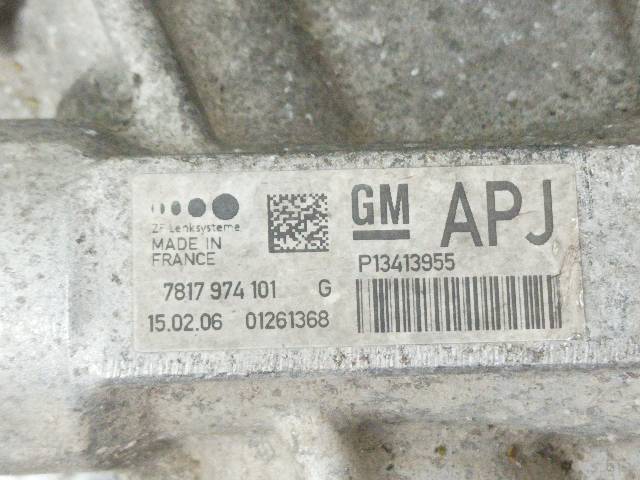 ZF Lenksysteme
MADE IN
FRANCE
7817 974 101 G
15.02.06 01261368
GM APJ
P13413955